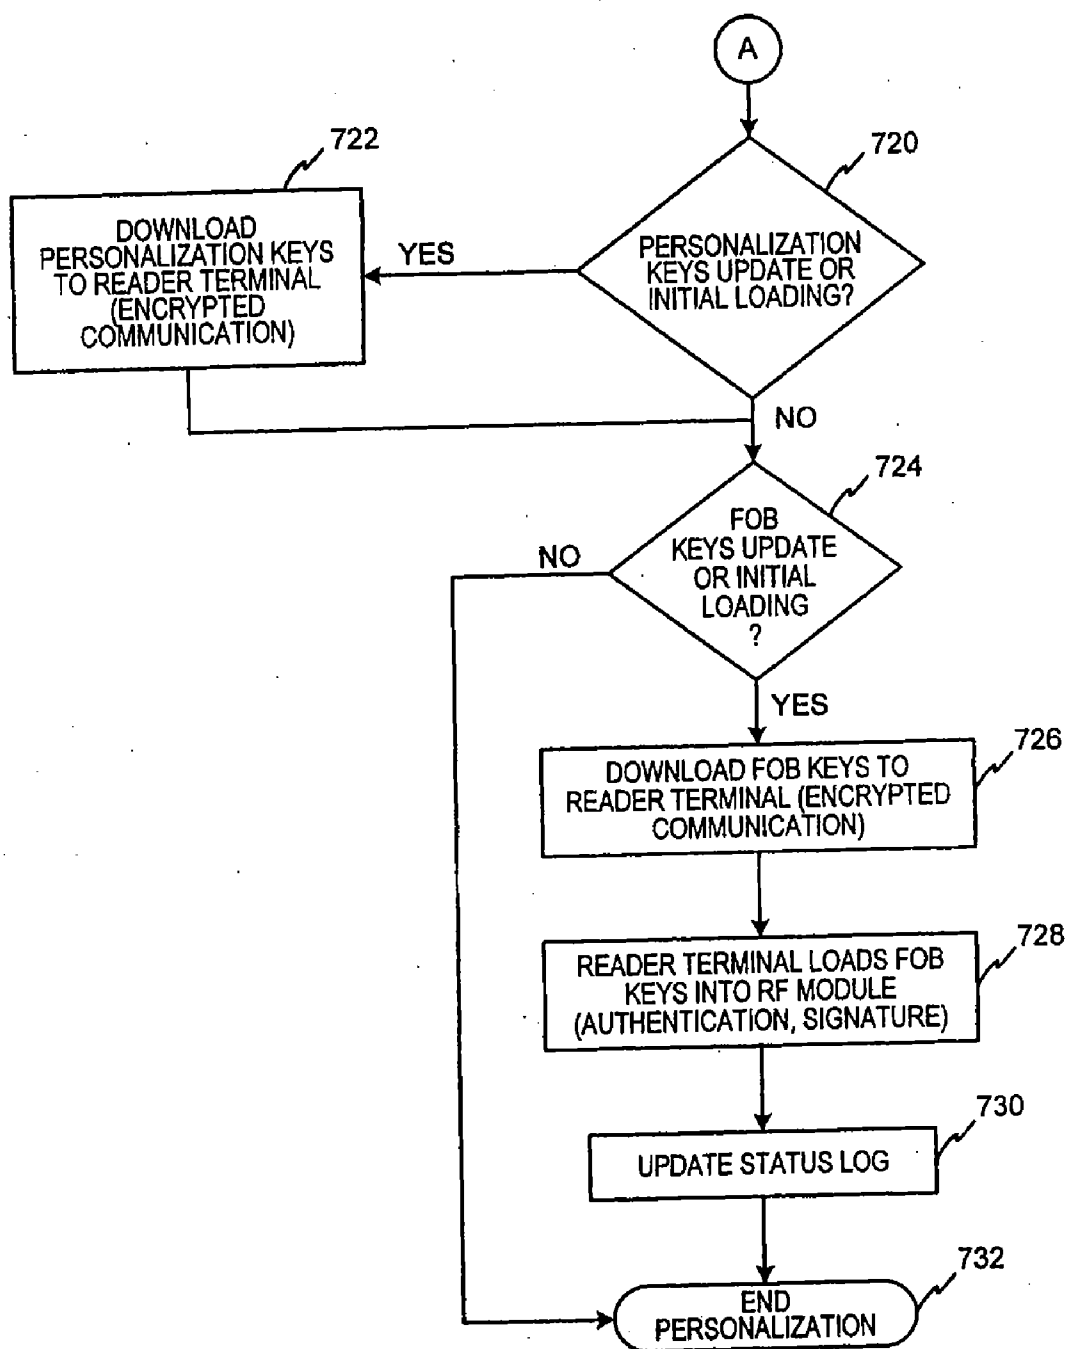 A
720
PERSONALIZATION
KEYS UPDATE OR
INITIAL LOADING?
722
DOWNLOAD
PERSONALIZATION KEYS
TO READER TERMINAL
(ENCRYPTED
COMMUNICATION)
YES
NO
724
FOB
KEYS UPDATE
OR INITIAL
LOADING
?
NO
YES
726
DOWNLOAD FOB KEYS TO
READER TERMINAL (ENCRYPTED
COMMUNICATION)
728
READER TERMINAL LOADS FOB
KEYS INTO RF MODULE
(AUTHENTICATION, SIGNATURE)
730
UPDATE STATUS LOG
732
END
PERSONALIZATION